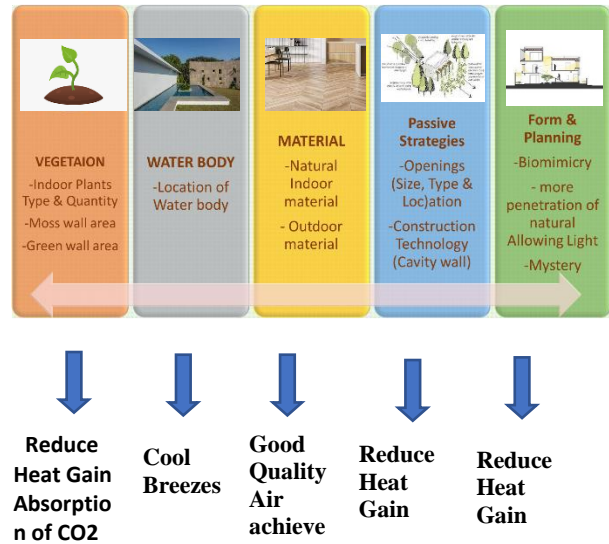 VEGETAION
-Indoor Plants
Type & Quantity
-Moss wall area
-Green wall area
WATER BODY
-Location of
Water body
MATERIAL
-Natural
Indoor
material
- Outdoor
material
Passive
Strategies
-Openings
(Size, Type &
Loc)ation
-Construction
Technology
(Cavity wall)
Form &
Planning
-Biomimicry
- more
penetration of
natural
Allowing Light
-Mystery
Reduce
Heat Gain
Absorptio
n of CO2
Cool
Breezes
Good
Quality
Air
achieve
Reduce
Heat
Gain
Reduce
Heat
Gain